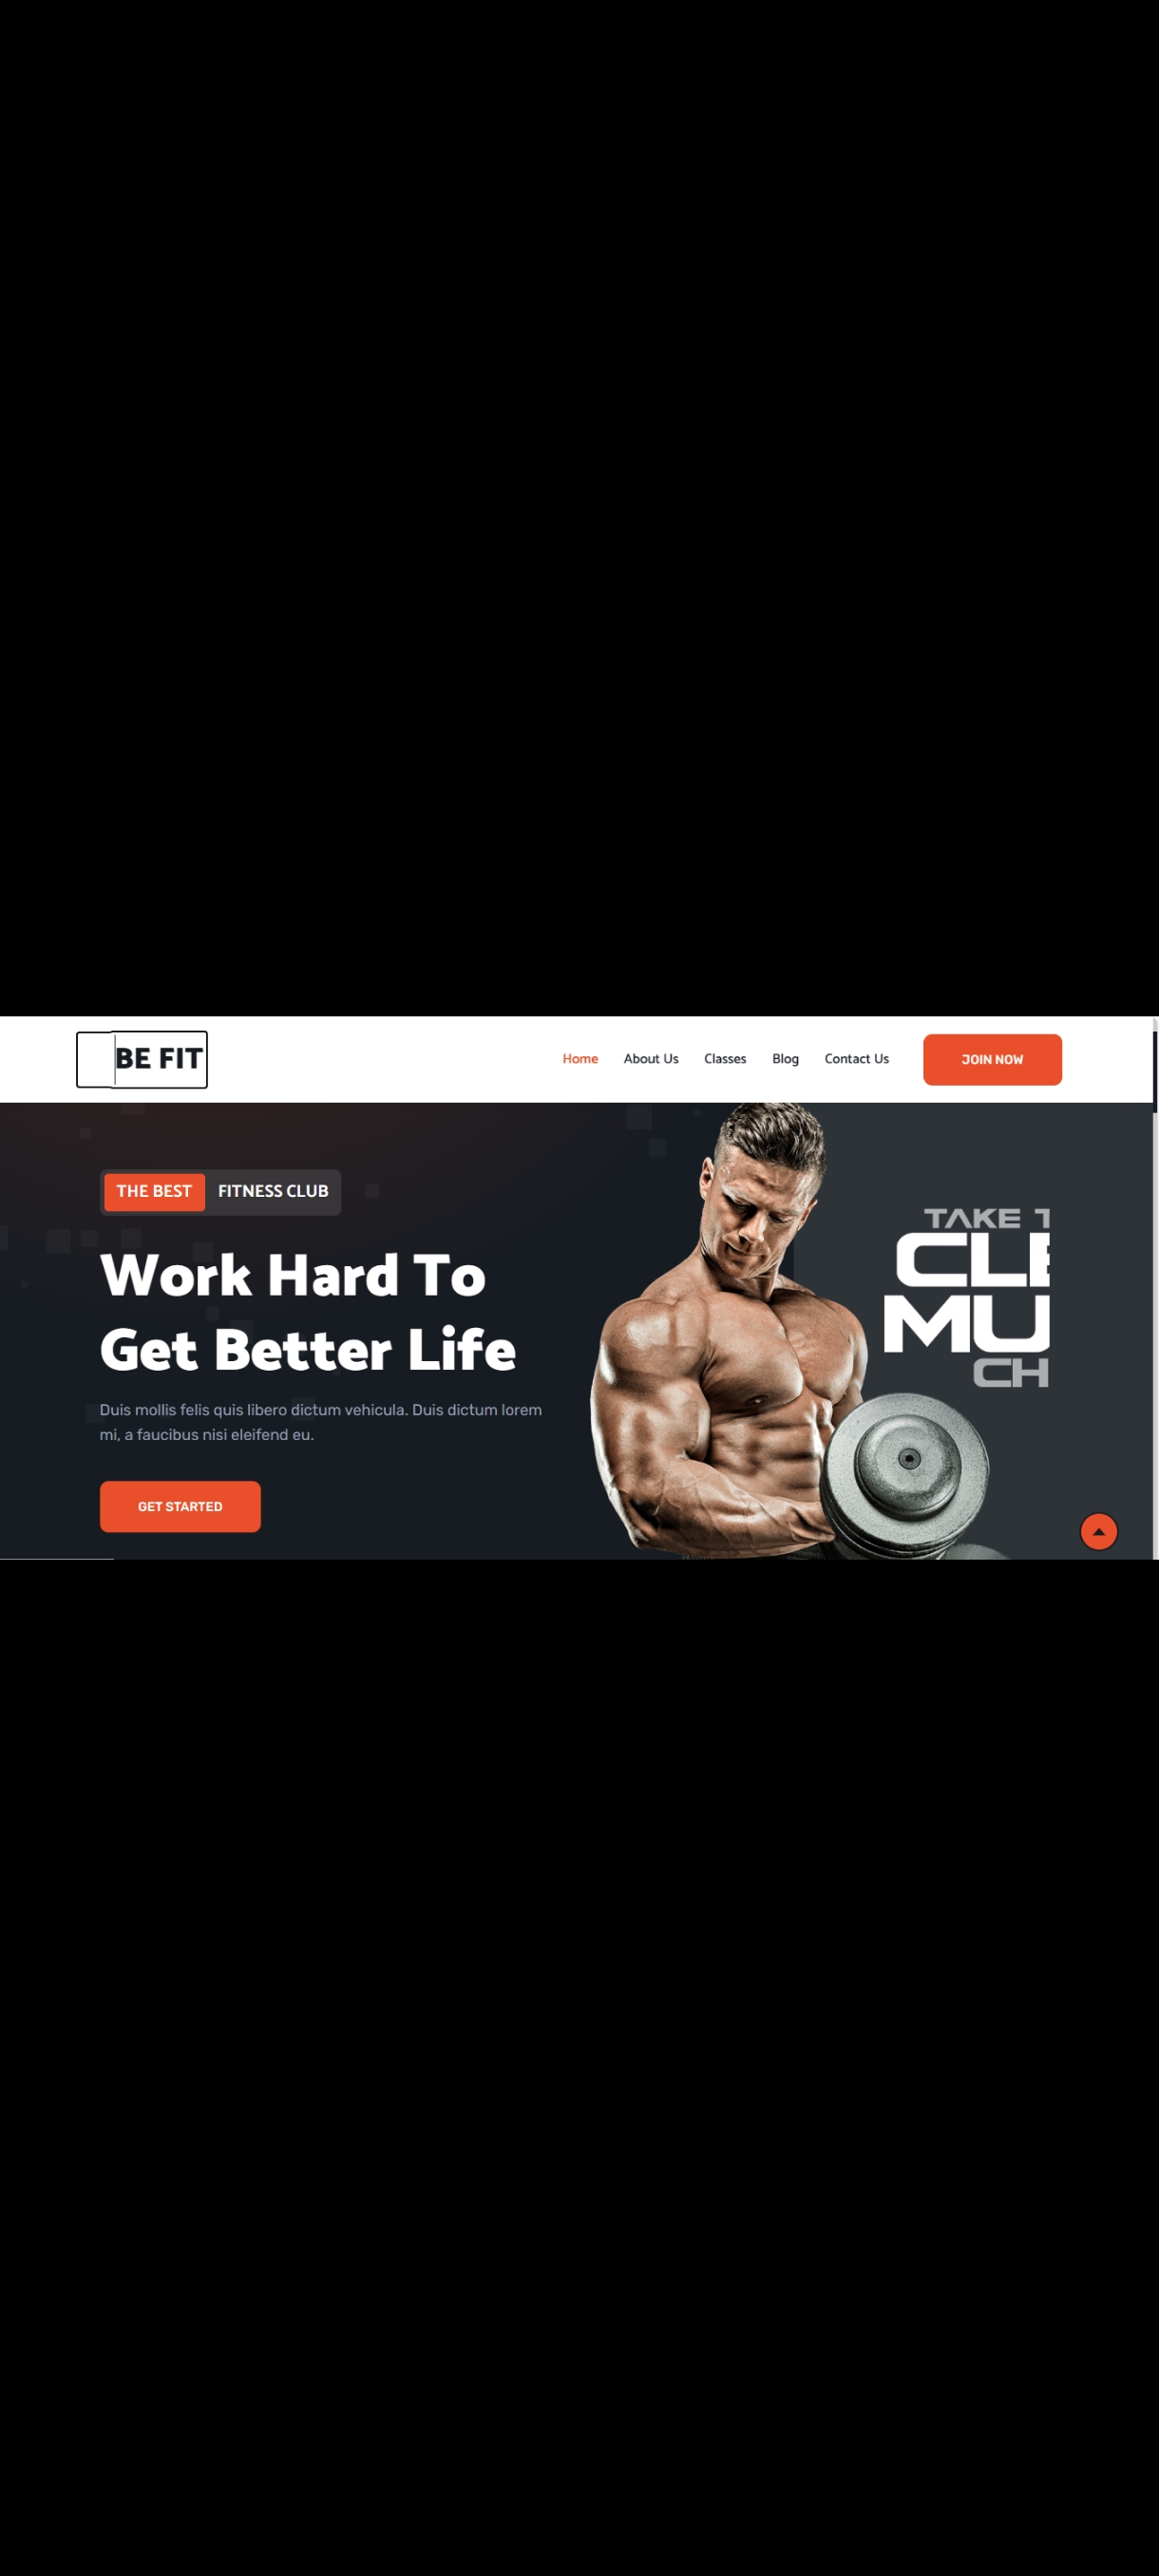 BE FIT
Home About Us Classes Blog Contact Us JOIN NOW
THE BEST FITNESS CLUB
Work Hard To
Get Better Life
Duis mollis felis quis libero dictum vehicula. Duis dictum lorem
mi, a faucibus nisi eleifend eu.
GET STARTED
TAKE T
CLE
MU
CH